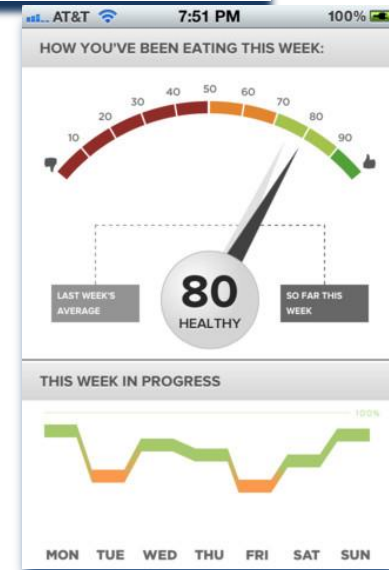 AT&T 7:51 PM 100%
HOW YOU'VE BEEN EATING THIS WEEK:
10 20 30 40 50 60 70 80 90
LAST WEEK'S
AVERAGE
80
HEALTHY
SO FAR THIS
WEEK
THIS WEEK IN PROGRESS
100%
MON TUE WED THU FRI SAT SUN